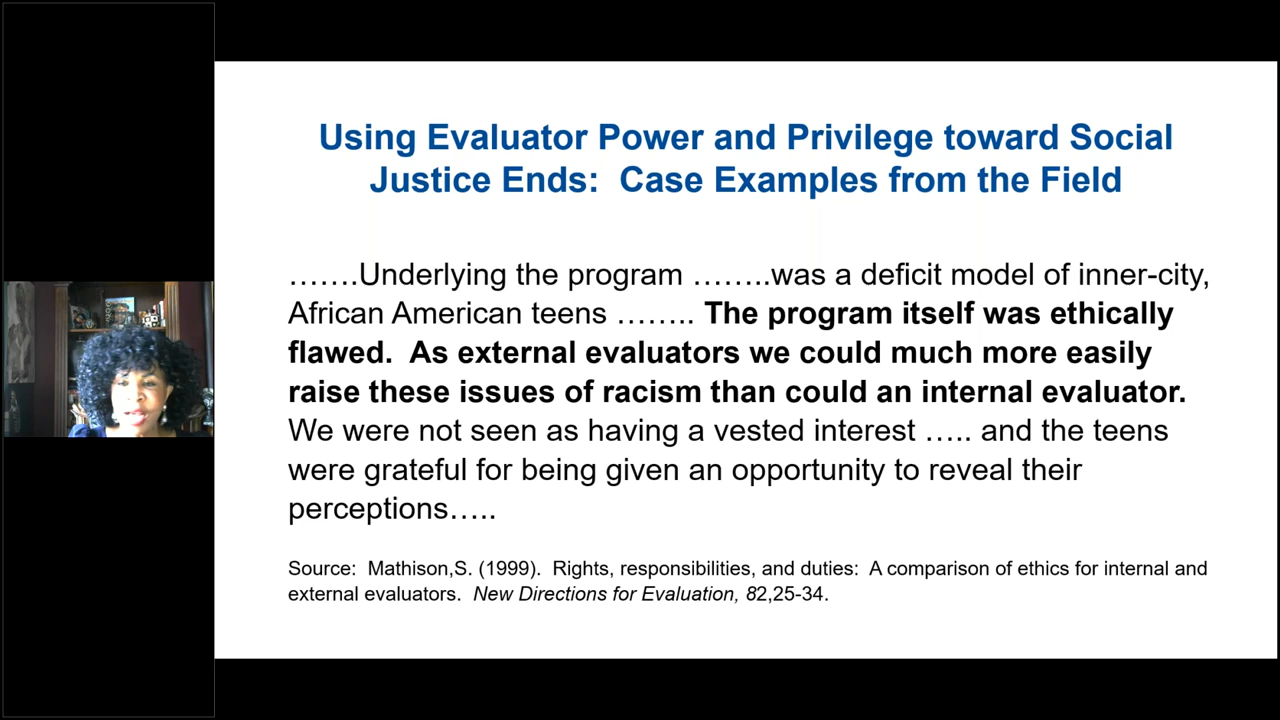 Using Evaluator Power and Privilege toward Social
Justice Ends:  Case Examples from the Field
…….Underlying the program ……..was a deficit model of inner-city,
African American teens …….. The program itself was ethically
flawed.  As external evaluators we could much more easily
raise these issues of racism than could an internal evaluator.
We were not seen as having a vested interest ….. and the teens
were grateful for being given an opportunity to reveal their
perceptions…..
Source:  Mathison,S. (1999).  Rights, responsibilities, and duties:  A comparison of ethics for internal and
external evaluators.  New Directions for Evaluation, 82,25-34.